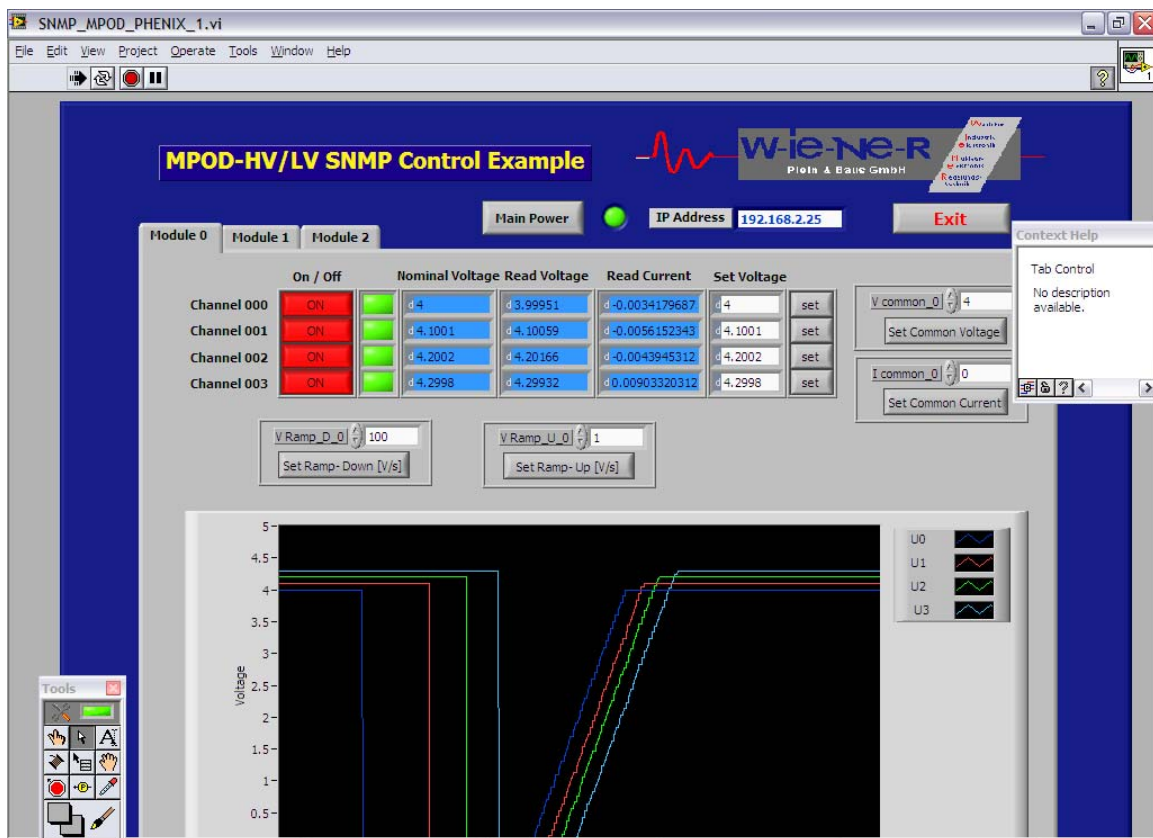 SNMP_MPOD_PHENIX_1.vi
File Edit View Project Operate Tools Window Help
1
MPOD-HV/LV SNMP Control Example
W-IE-NE-R
Plein & Baus GmbH
Main Power
IP Address 192.168.2.25
Exit
Module 0 Module 1 Module 2
On / Off Nominal Voltage Read Voltage Read Current Set Voltage
Channel 000 ON d 4 d 3.99951 d -0.0034179687 d 4 set
Channel 001 ON d 4.1001 d 4.10059 d -0.0056152343 d 4.1001 set
Channel 002 ON d 4.2002 d 4.20166 d -0.0043945312 d 4.2002 set
Channel 003 ON d 4.2998 d 4.29932 d 0.00903320312 d 4.2998 set
V common_0 4
Set Common Voltage
I common_0 0
Set Common Current
Context Help
Tab Control
No description
available.
V Ramp_D_0 100
Set Ramp- Down [V/s]
V Ramp_U_0 1
Set Ramp- Up [V/s]
5
4.5
4
3.5
3
2.5
2
1.5
1
0.5
Voltage
U0
U1
U2
U3
Tools